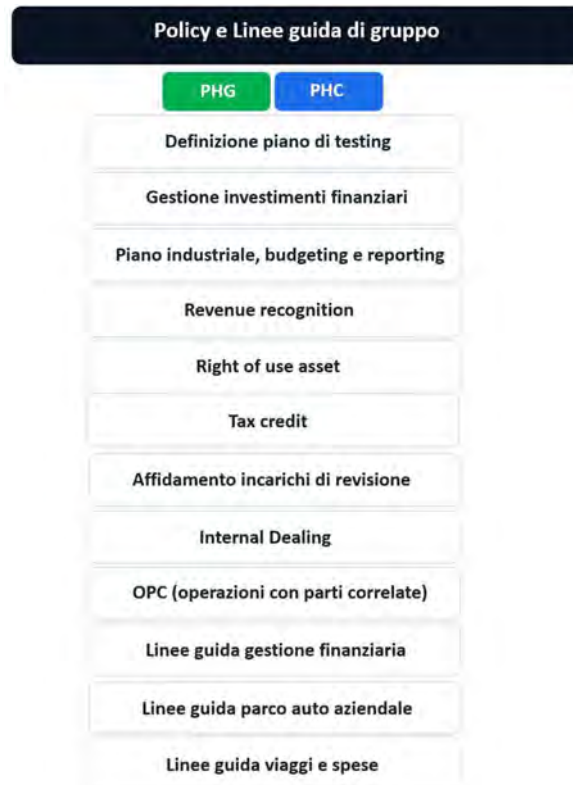 Policy e Linee guida di gruppo
PHG PHC
Definizione piano di testing
Gestione investimenti finanziari
Piano industriale, budgeting e reporting
Revenue recognition
Right of use asset
Tax credit
Affidamento incarichi di revisione
Internal Dealing
OPC (operazioni con parti correlate)
Linee guida gestione finanziaria
Linee guida parco auto aziendale
Linee guida viaggi e spese